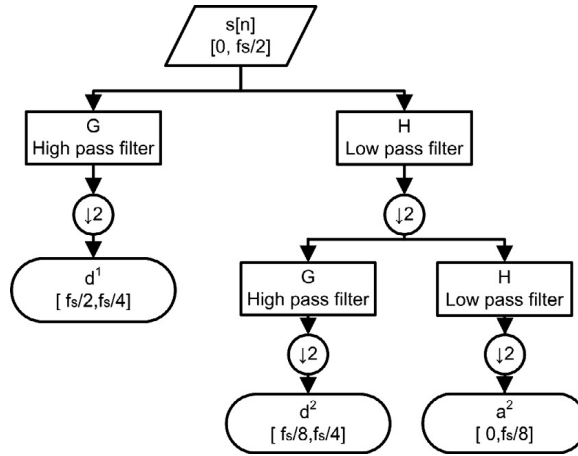 s[n]
[0, fs/2]
G
High pass filter
H
Low pass filter
↓2
↓2
d¹
[ fs/2,fs/4]
G
High pass filter
H
Low pass filter
↓2
↓2
d²
[ fs/8,fs/4]
a²
[ 0,fs/8]